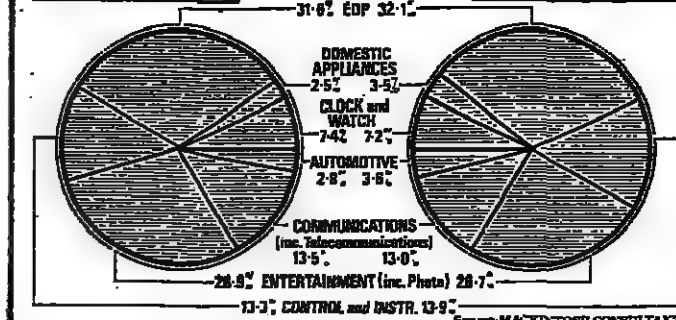 31·8% EDP 32·1%
DOMESTIC
APPLIANCES
2·5% 3·5%
CLOCK and
WATCH
7·4% 7·2%
AUTOMOTIVE
2·8% 3·6%
COMMUNICATIONS
(inc. Telecommunications)
13·5% 13·0%
28·9% ENTERTAINMENT (inc. Photo) 26·7%
13·3% CONTROL and INSTR. 13·9%